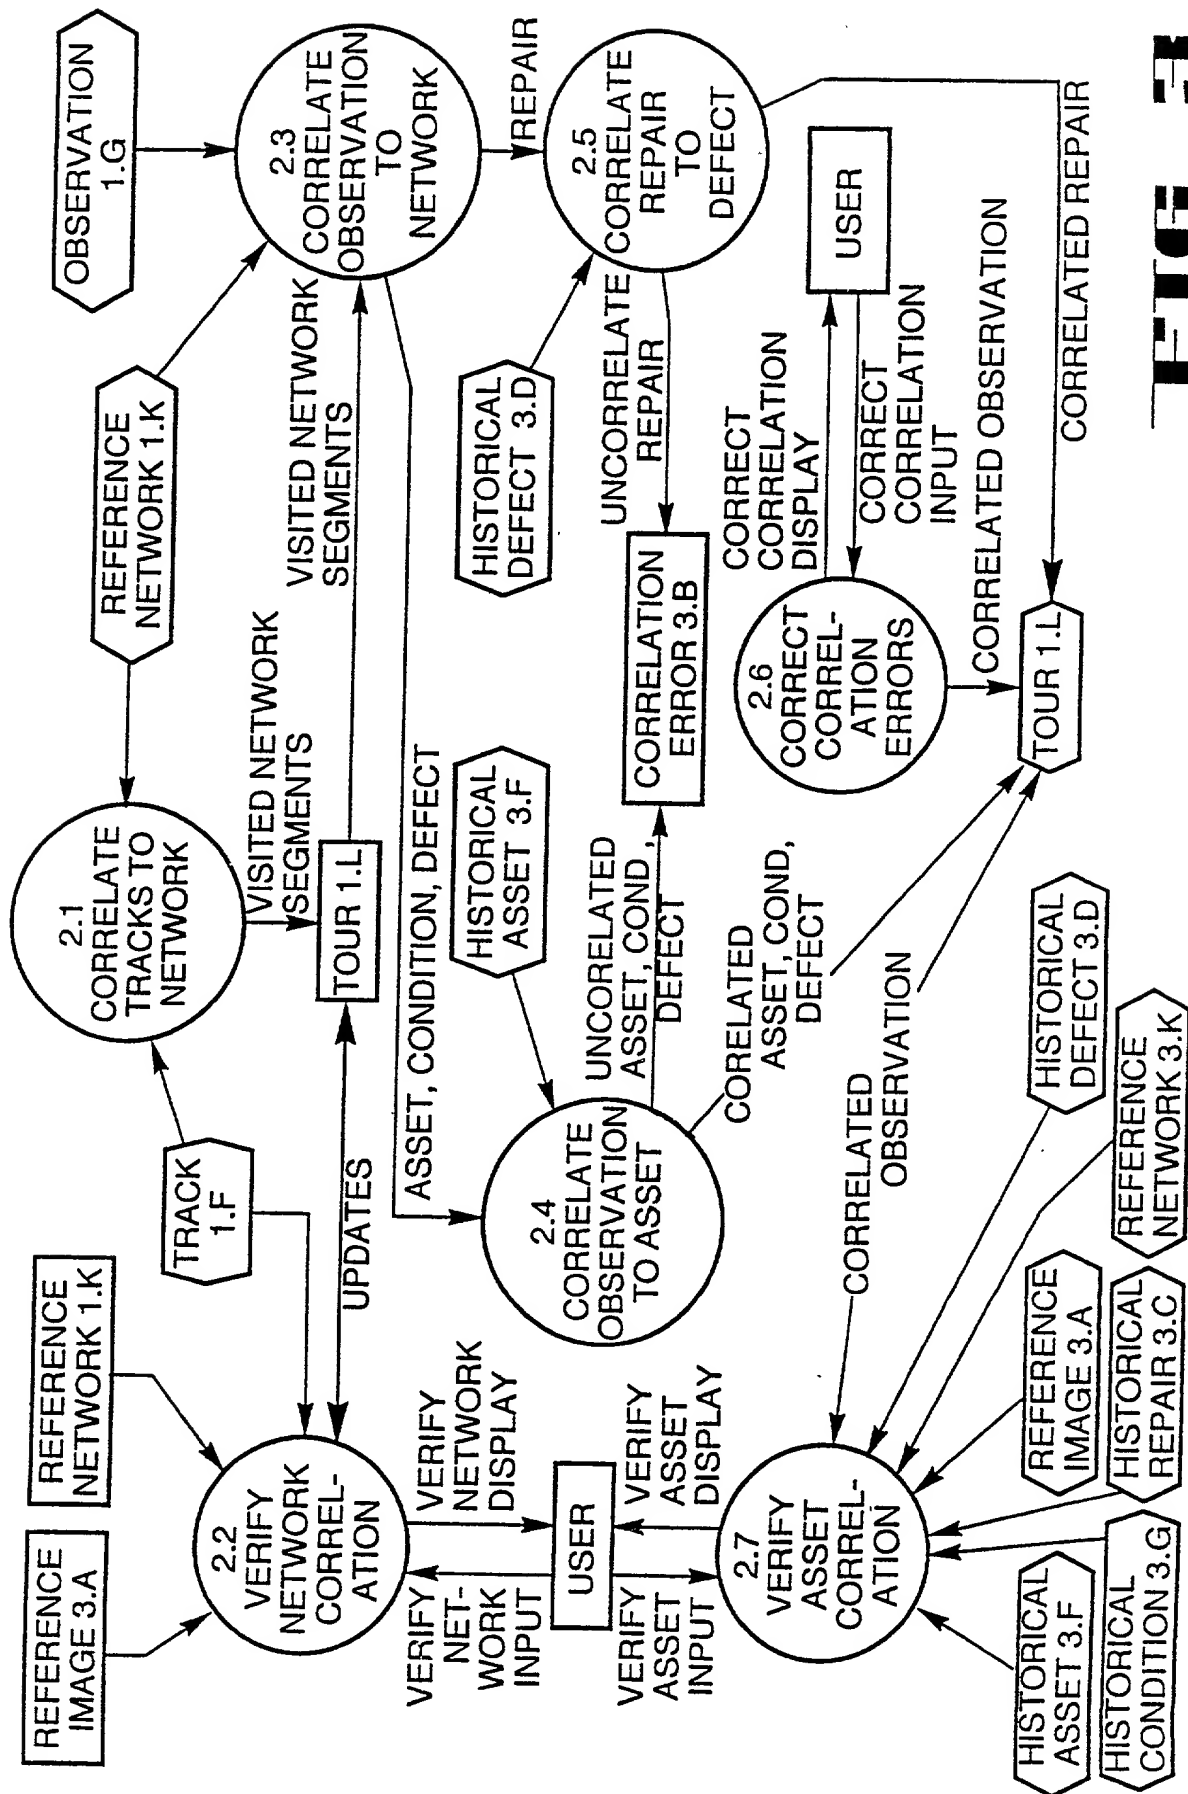 REFERENCE
IMAGE 3.A
REFERENCE
NETWORK 1.K
TRACK
1.F
2.1
CORRELATE
TRACKS TO
NETWORK
REFERENCE
NETWORK 1.K
OBSERVATION
1.G
2.2
VERIFY
NETWORK
CORREL-
ATION
UPDATES
VISITED NETWORK
SEGMENTS
TOUR 1.L
VISITED NETWORK
SEGMENTS
2.3
CORRELATE
OBSERVATION
TO
NETWORK
ASSET, CONDITION, DEFECT
REPAIR
VERIFY
NET-
WORK
INPUT
VERIFY
NETWORK
DISPLAY
USER
VERIFY
ASSET
INPUT
VERIFY
ASSET
DISPLAY
2.4
CORRELATE
OBSERVATION
TO ASSET
HISTORICAL
ASSET 3.F
HISTORICAL
DEFECT 3.D
2.5
CORRELATE
REPAIR
TO
DEFECT
UNCORELATED
ASSET, COND,
DEFECT
CORRELATION
ERROR 3.B
UNCORRELATE
REPAIR
CORELATED
ASSET, COND,
DEFECT
2.6
CORRECT
CORREL-
ATION
ERRORS
CORRECT
CORRELATION
DISPLAY
USER
CORRECT
CORRELATION
INPUT
2.7
VERIFY
ASSET
CORREL-
ATION
CORRELATED
OBSERVATION
CORRELATED OBSERVATION
TOUR 1.L
CORRELATED REPAIR
HISTORICAL
ASSET 3.F
HISTORICAL
CONDITION 3.G
REFERENCE
IMAGE 3.A
HISTORICAL
REPAIR 3.C
HISTORICAL
DEFECT 3.D
REFERENCE
NETWORK 3.K